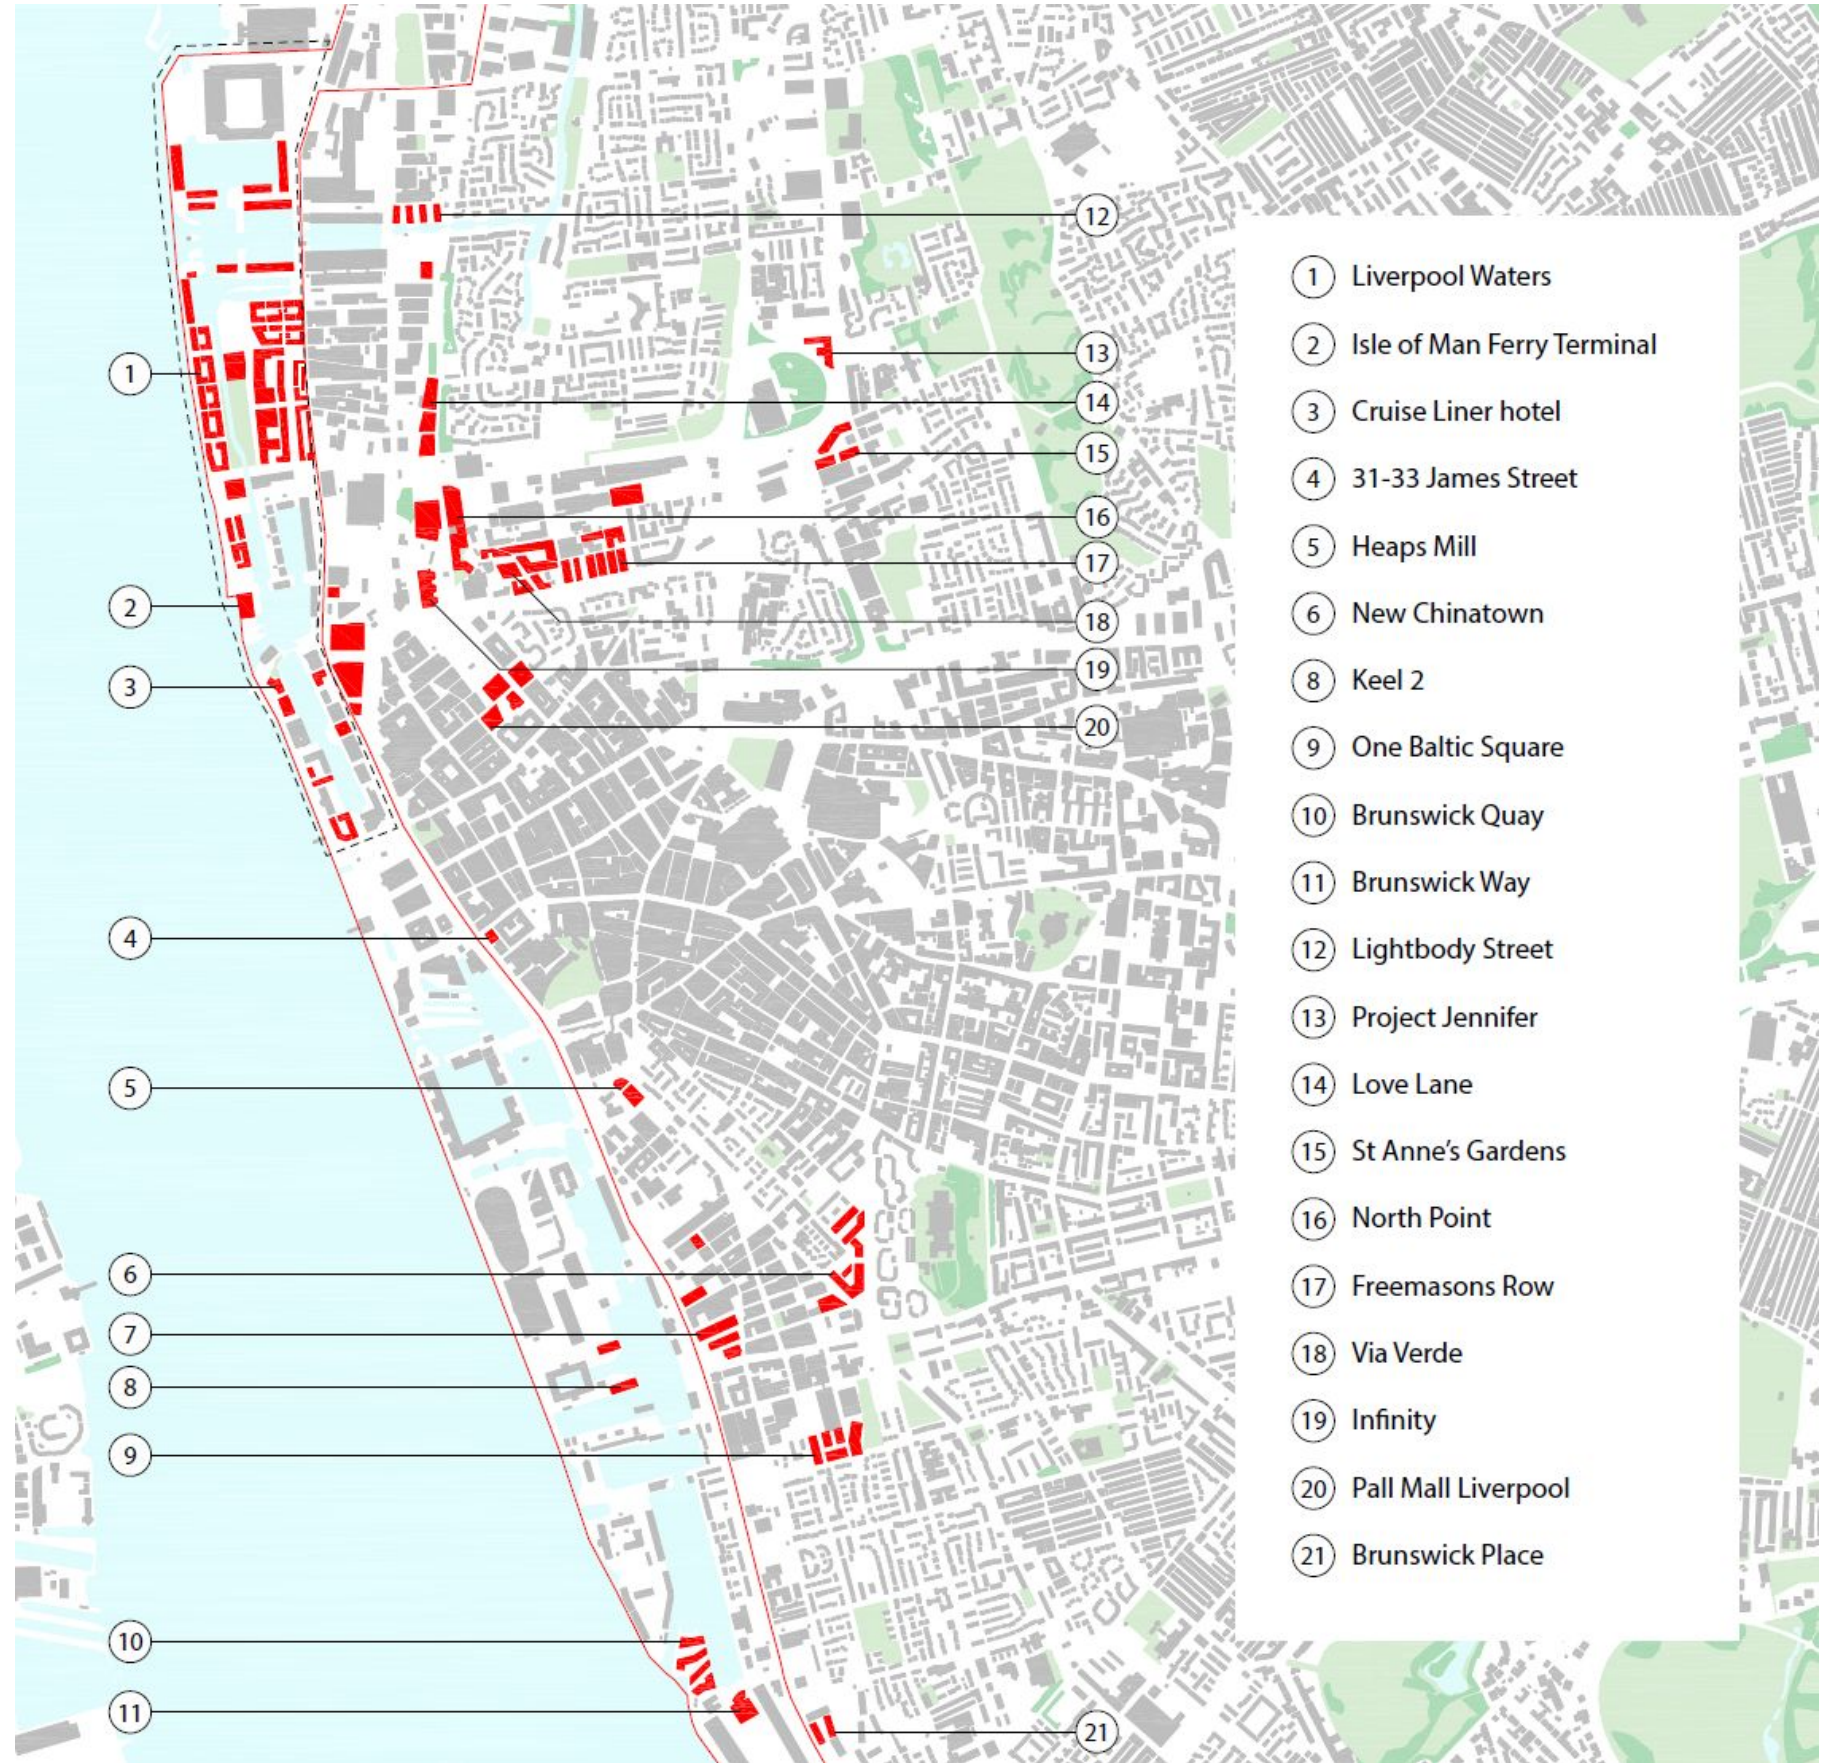 12
13
1
14
15
16
17
2
18
19
3
20
4
5
6
7
8
9
10
11
21
1 Liverpool Waters
2 Isle of Man Ferry Terminal
3 Cruise Liner hotel
4 31-33 James Street
5 Heaps Mill
6 New Chinatown
8 Keel 2
9 One Baltic Square
10 Brunswick Quay
11 Brunswick Way
12 Lightbody Street
13 Project Jennifer
14 Love Lane
15 St Anne’s Gardens
16 North Point
17 Freemasons Row
18 Via Verde
19 Infinity
20 Pall Mall Liverpool
21 Brunswick Place